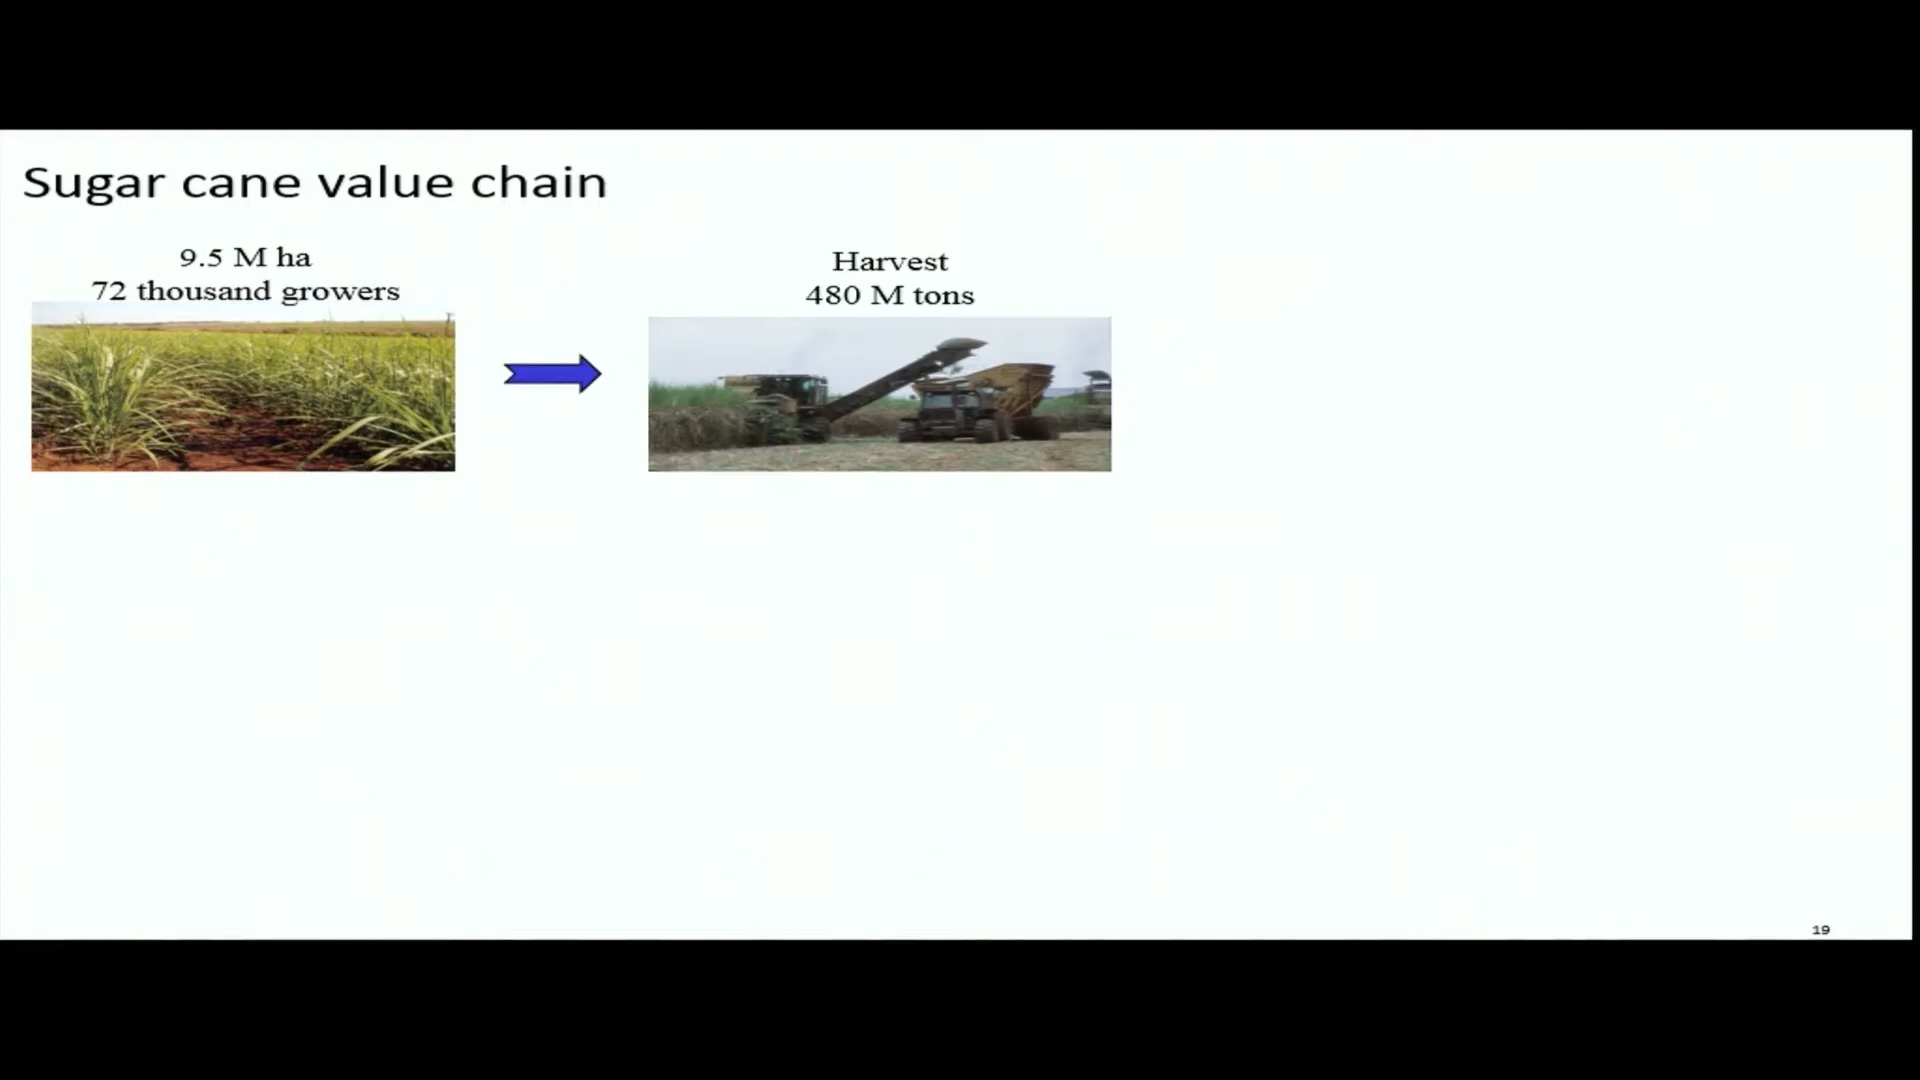 Sugar cane value chain
9.5 M ha
72 thousand growers
Harvest
480 M tons
19